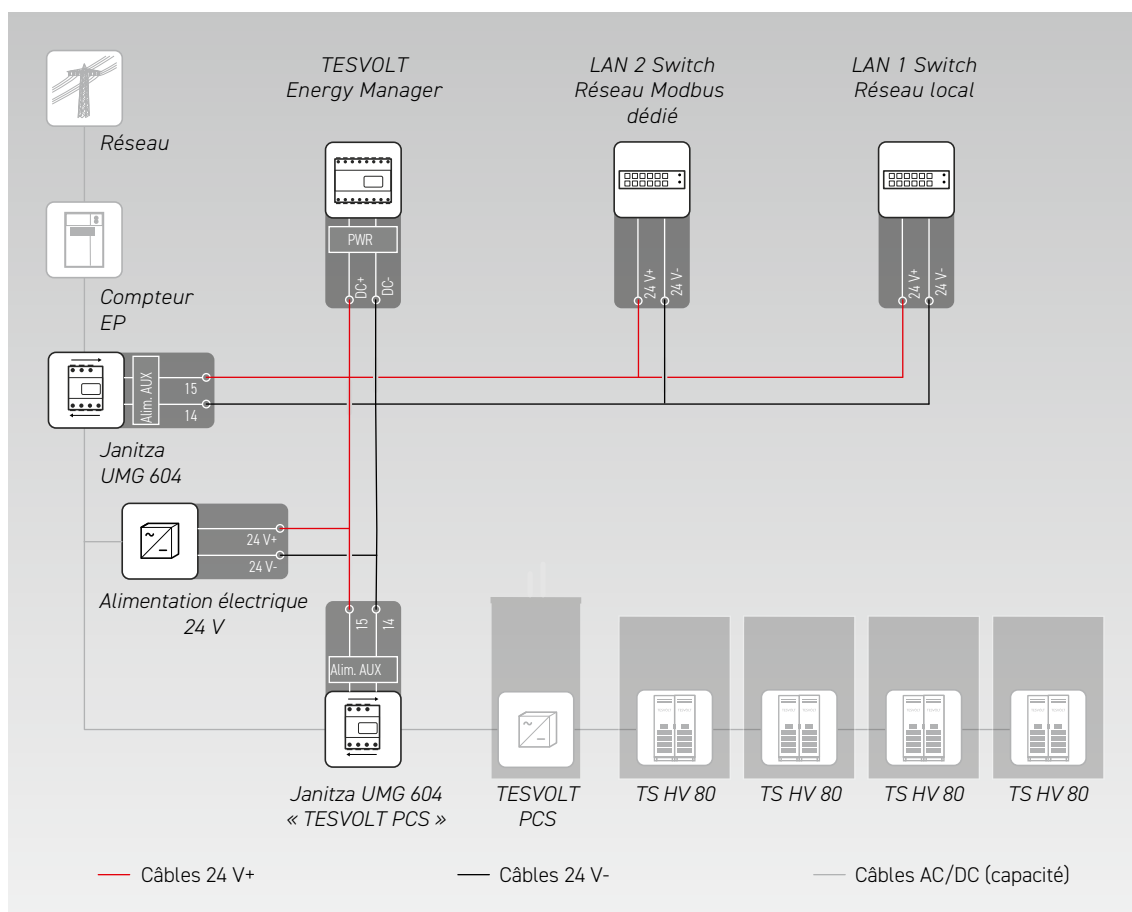 TESVOLT
Energy Manager
LAN 2 Switch
Réseau Modbus
dédié
LAN 1 Switch
Réseau local
Réseau
PWR
DC+
DC-
24 V+
24 V-
24 V+
24 V-
Compteur
EP
Alim. AUX
15
14
Janitza
UMG 604
24 V+
24 V-
Alimentation électrique
24 V
15
14
Alim. AUX
Janitza UMG 604
« TESVOLT PCS »
TESVOLT
PCS
TS HV 80
TS HV 80
TS HV 80
TS HV 80
Câbles 24 V+
Câbles 24 V-
Câbles AC/DC (capacité)